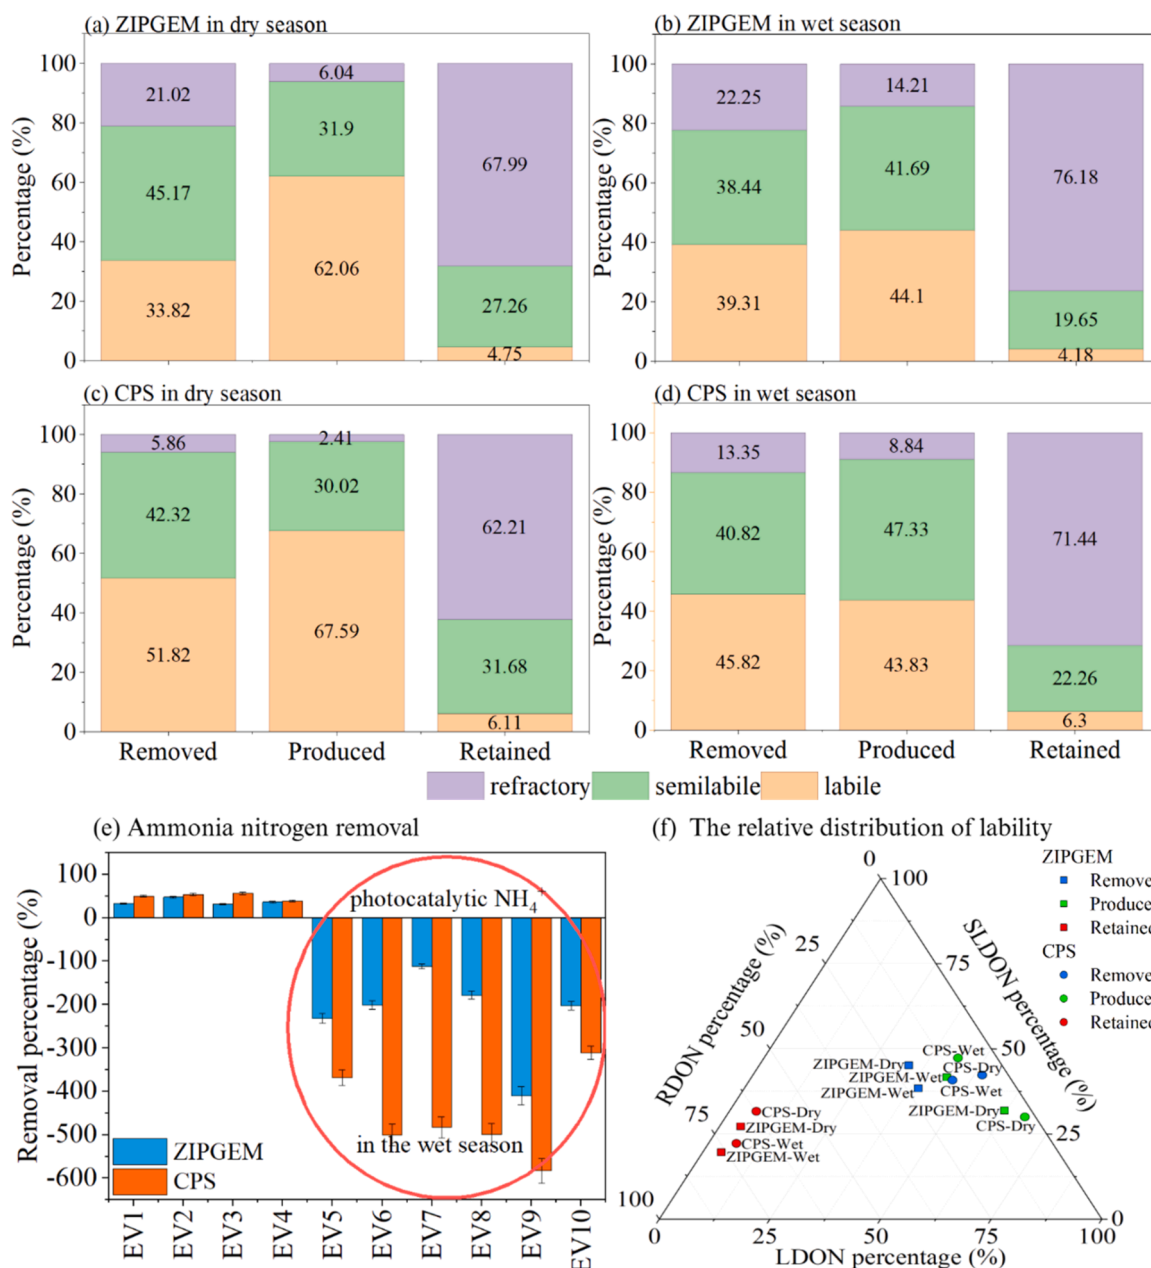 (a) ZIPGEM in dry season
(b) ZIPGEM in wet season
Percentage (%)
100
80
60
40
20
0
21.02
45.17
33.82
6.04
31.9
62.06
67.99
27.26
4.75
Percentage (%)
100
80
60
40
20
0
22.25
38.44
39.31
14.21
41.69
44.1
76.18
19.65
4.18
(c) CPS in dry season
(d) CPS in wet season
Percentage (%)
100
80
60
40
20
0
5.86
42.32
51.82
2.41
30.02
67.59
62.21
31.68
6.11
Removed
Produced
Retained
Percentage (%)
100
80
60
40
20
0
13.35
40.82
45.82
8.84
47.33
43.83
71.44
22.26
6.3
Removed
Produced
Retained
refractory
semilabile
labile
(e) Ammonia nitrogen removal
Removal percentage (%)
100
0
-100
-200
-300
-400
-500
-600
photocatalytic NH4+
in the wet season
ZIPGEM
CPS
EV1
EV2
EV3
EV4
EV5
EV6
EV7
EV8
EV9
EV10
(f) The relative distribution of lability
ZIPGEM
Remove
Produce
Retained
CPS
Remove
Produce
Retained
RDON percentage (%)
0
25
50
75
100
SLDON percentage (%)
100
75
50
25
0
LDON percentage (%)
0
25
50
75
100
CPS-Wet
ZIPGEM-Dry
CPS-Dry
ZIPGEM-Wet
ZIPGEM-Wet
CPS-Wet
ZIPGEM-Dry
CPS-Dry
CPS-Dry
ZIPGEM-Dry
CPS-Wet
ZIPGEM-Wet